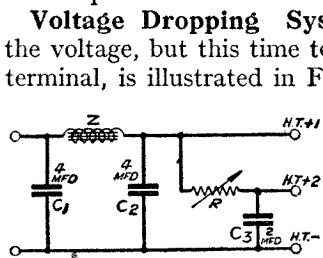 Voltage Dropping Sys
the voltage, but this time te
terminal, is illustrated in F
Z
H.T.+1
4
MFD
C1
4
MFD
C2
R
H.T.+2
C3
2
MFD
H.T.-